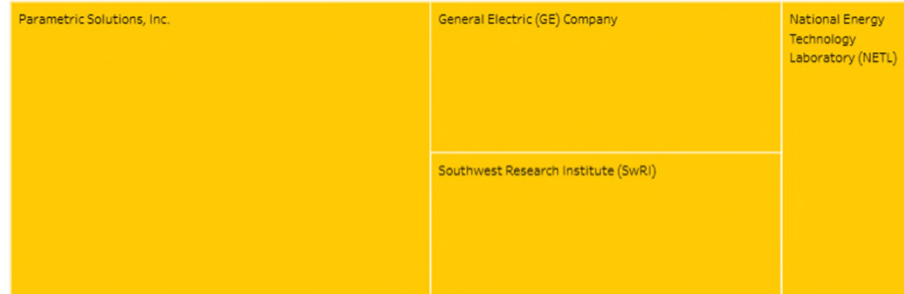 Parametric Solutions, Inc.
General Electric (GE) Company
National Energy
Technology
Laboratory (NETL)
Southwest Research Institute (SwRI)